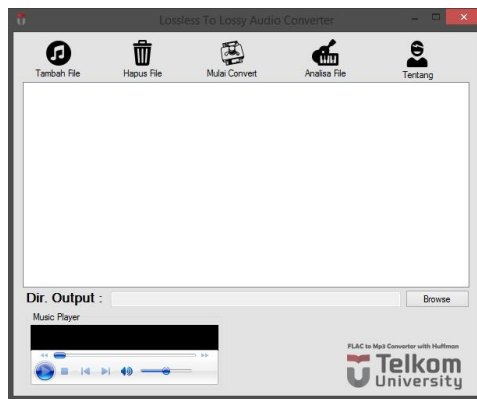 Lossless To Lossy Audio Converter
Tambah File Hapus File Mulai Convert Analisa File Tentang
Dir. Output : Browse
Music Player
FLAC to Mp3 Converter with Huffman
Telkom
University